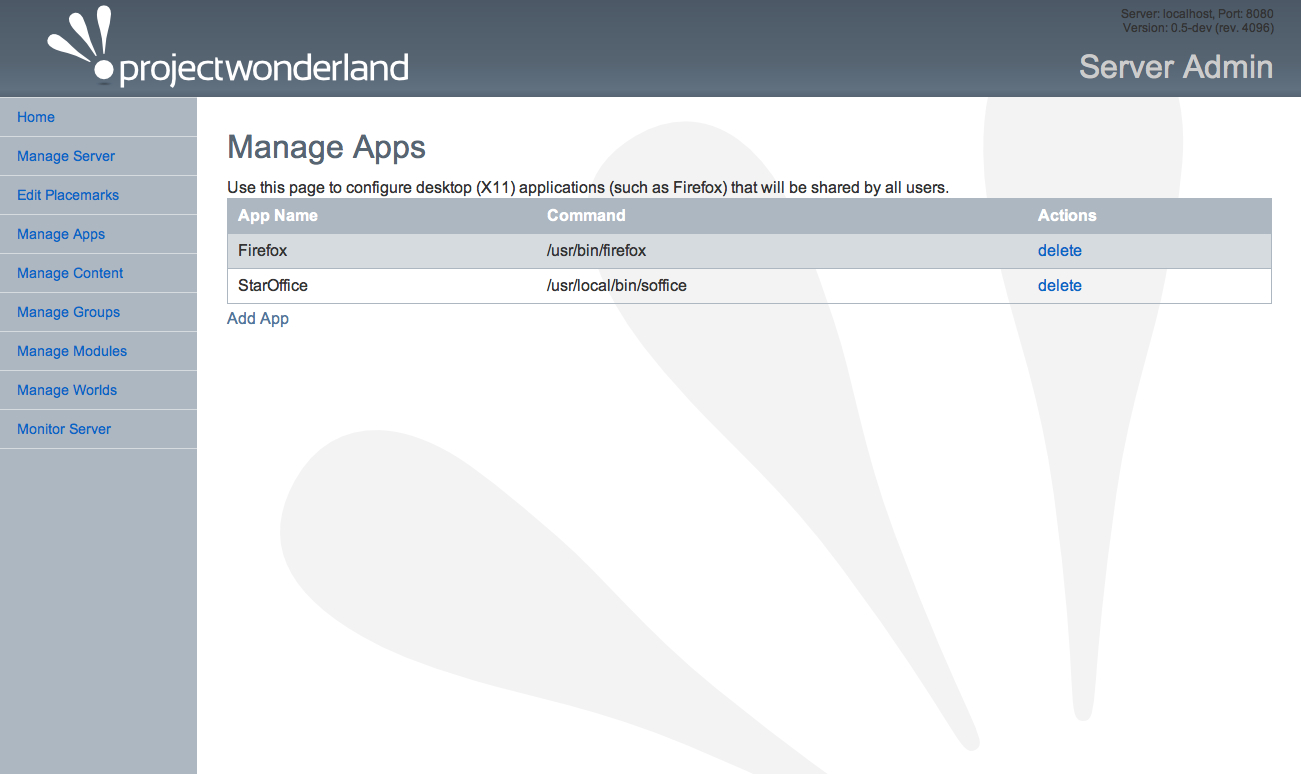 projectwonderland
Server: localhost, Port: 8080
Version: 0.5-dev (rev. 4096)
Server Admin
Home
Manage Server
Edit Placemarks
Manage Apps
Manage Content
Manage Groups
Manage Modules
Manage Worlds
Monitor Server
Manage Apps
Use this page to configure desktop (X11) applications (such as Firefox) that will be shared by all users.
App Name Command Actions
Firefox /usr/bin/firefox delete
StarOffice /usr/local/bin/soffice delete
Add App